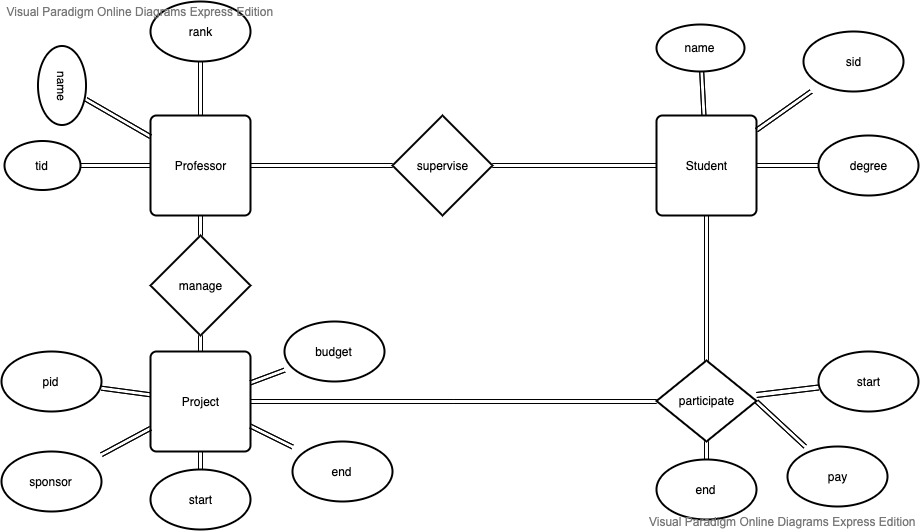 Visual Paradigm Online Diagrams Express Edition
rank
name
name
sid
tid
Professor
supervise
Student
degree
manage
budget
pid
Project
participate
start
sponsor
end
pay
start
end
Visual Paradigm Online Diagrams Express Edition